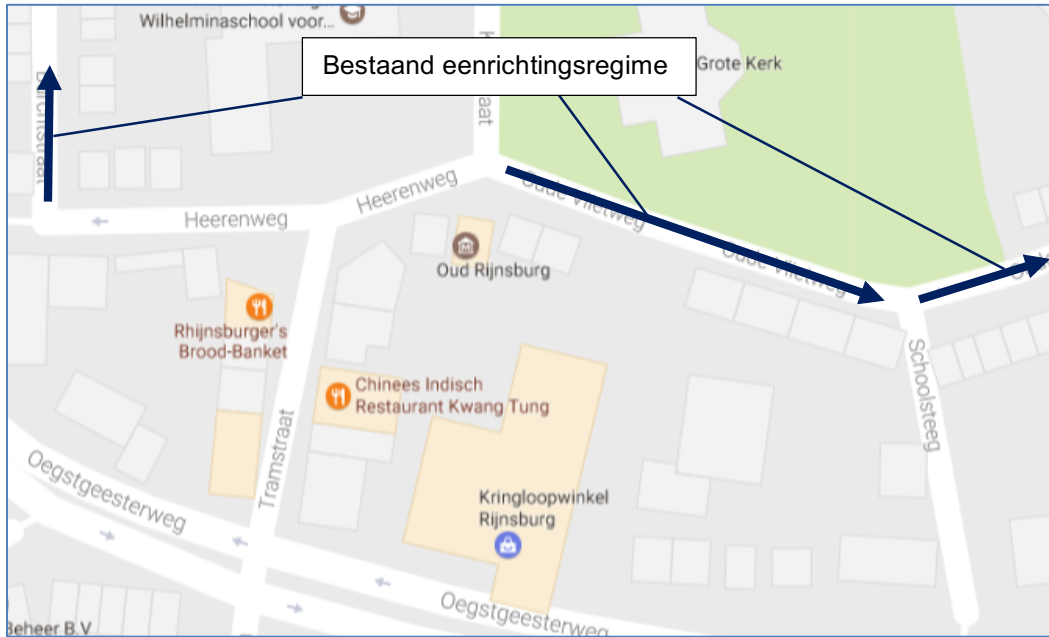 Wilhelminaschool voor...
Bestaand eenrichtingsregime
Grote Kerk
Heerenweg
Heerenweg
Oude Vlietweg
Oude Vlietweg
Oud Rijnsburg
Rhijnsburger's
Brood-Banket
Chinees Indisch
Restaurant Kwang Tung
Tramstraat
Schoolsteeg
Oegstgeesterweg
Kringloopwinkel
Rijnsburg
Oegstgeesterweg
Beheer B.V